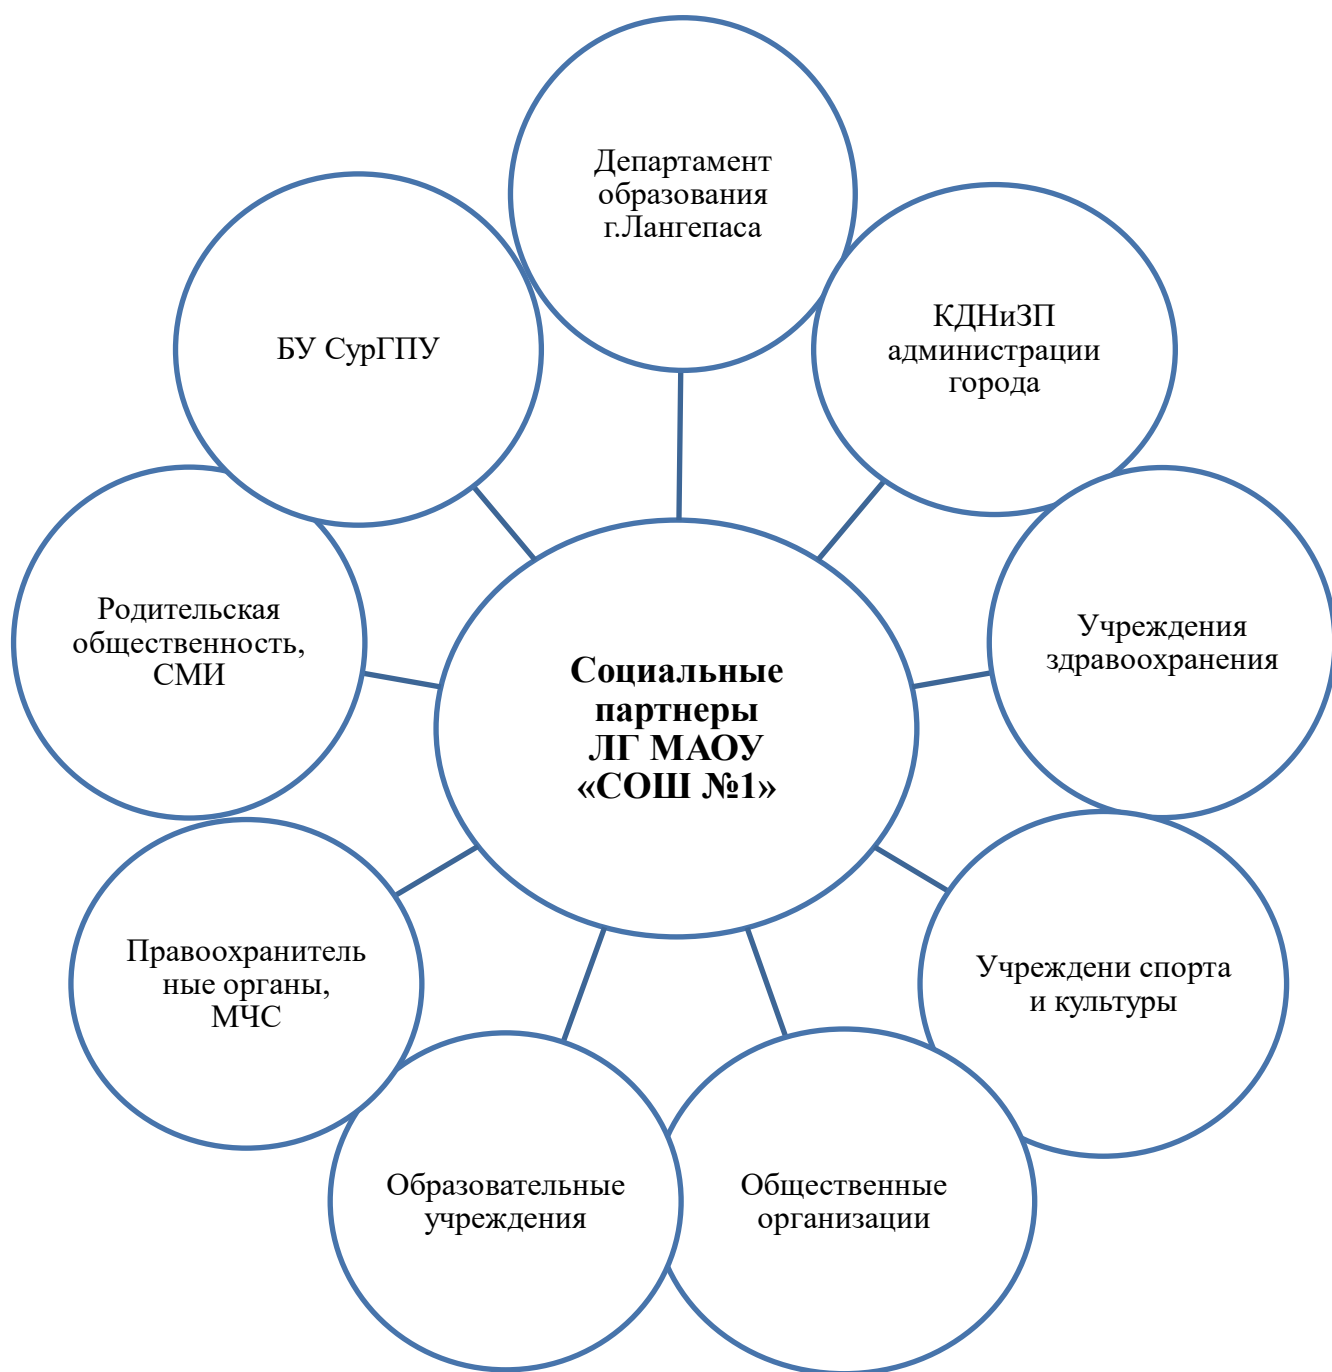 Департамент
образования
г.Лангепаса
КДНиЗП
администрации
города
Учреждения
здравоохранения
Учреждени спорта
и культуры
Общественные
организации
Образовательные
учреждения
Правоохранитель
ные органы,
МЧС
Родительская
общественность,
СМИ
БУ СурГПУ
Социальные
партнеры
ЛГ МАОУ
«СОШ №1»